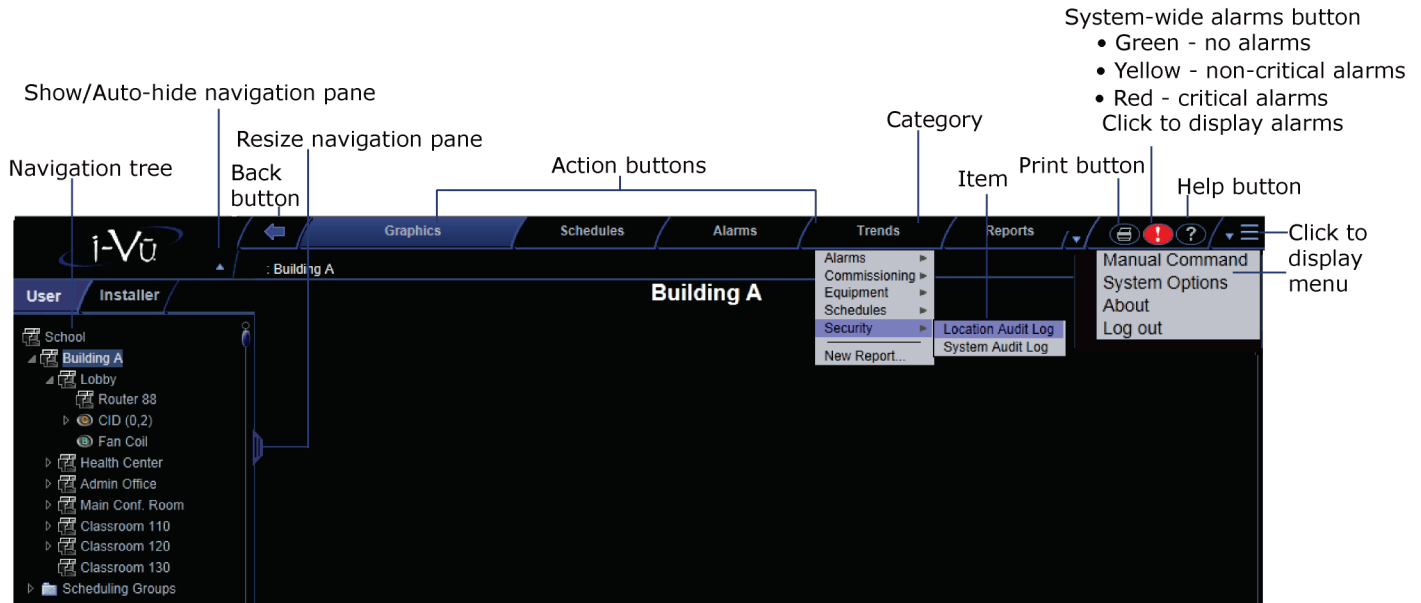 System-wide alarms button
• Green - no alarms
• Yellow - non-critical alarms
• Red - critical alarms
Click to display alarms
Show/Auto-hide navigation pane
Category
Resize navigation pane
Navigation tree
Back
button
Action buttons
Item
Print button
Help button
i-Vū
Graphics
Schedules
Alarms
Trends
Reports
!
?
Click to
display
menu
: Building A
Building A
User
Installer
Alarms
Commissioning
Equipment
Schedules
Security
New Report...
Location Audit Log
System Audit Log
Manual Command
System Options
About
Log out
School
Building A
Lobby
Router 88
CID (0,2)
Fan Coil
Health Center
Admin Office
Main Conf. Room
Classroom 110
Classroom 120
Classroom 130
Scheduling Groups